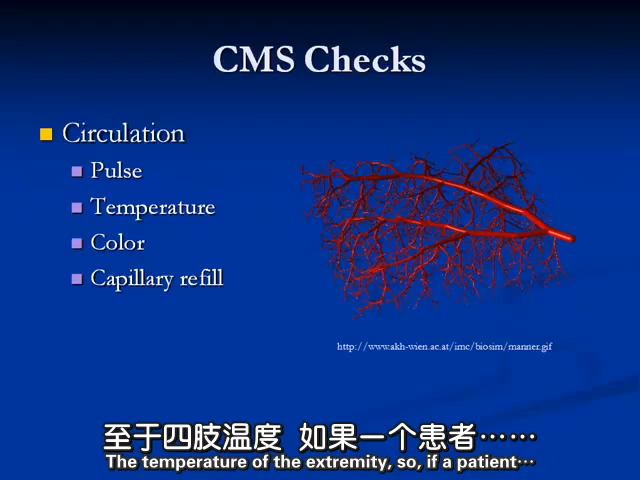 CMS Checks
Circulation
Pulse
Temperature
Color
Capillary refill
http://www.akh-wien.ac.at/imc/biosim/manner.gif
至于四肢温度 如果一个患者……
The temperature of the extremity, so, if a patient…